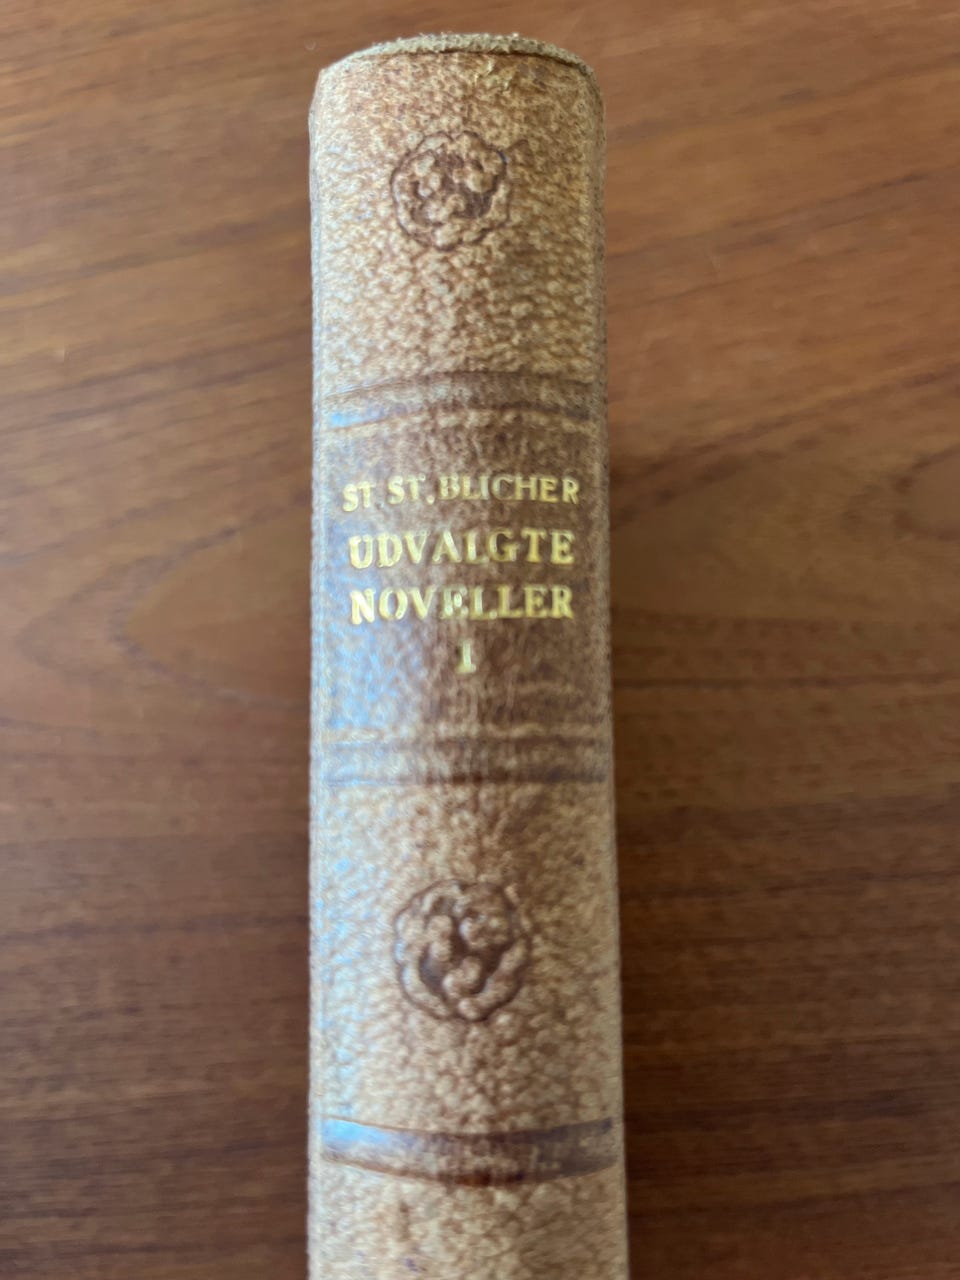 ST. ST. BLICHER
UDVALGTE
NOVELLER
I